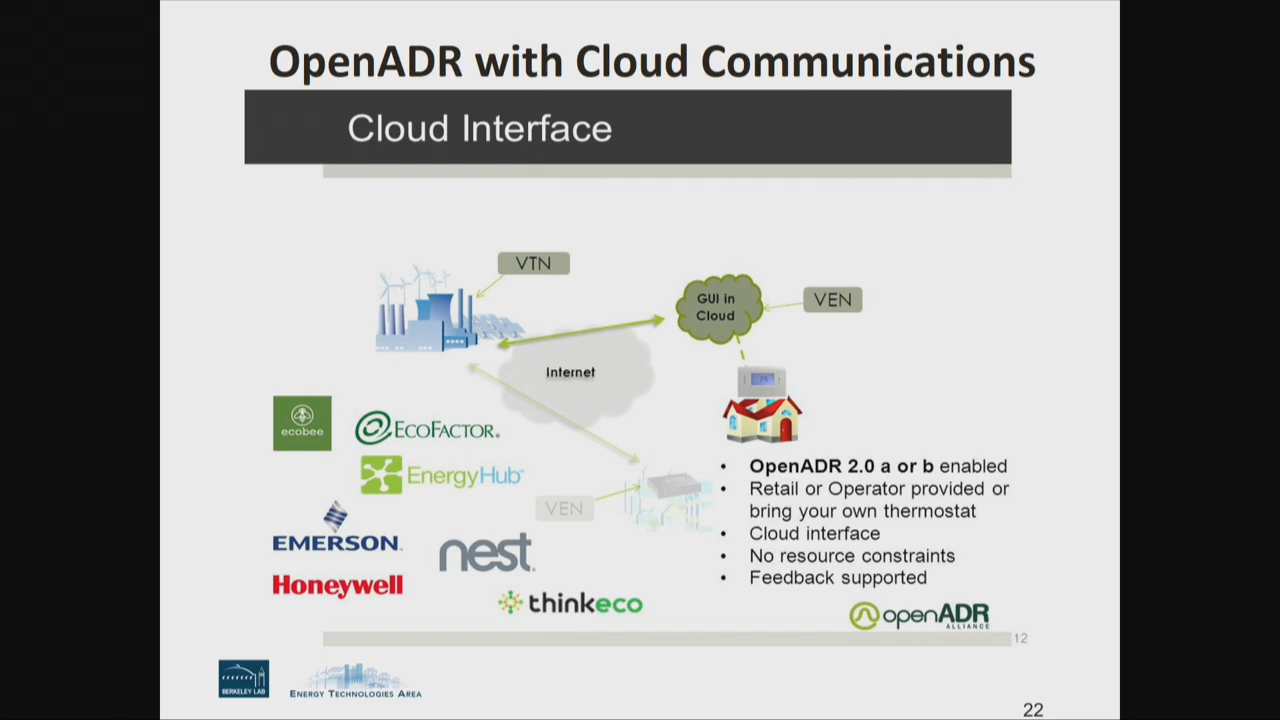 OpenADR with Cloud Communications
Cloud Interface
VTN
GUI in
Cloud
VEN
Internet
ecobee
ECOFACTOR.
EnergyHub™
VEN
EMERSON.
nest.
Honeywell
thinkeco
• OpenADR 2.0 a or b enabled
• Retail or Operator provided or
bring your own thermostat
• Cloud interface
• No resource constraints
• Feedback supported
openADR
ALLIANCE
12
BERKELEY LAB
ENERGY TECHNOLOGIES AREA
22